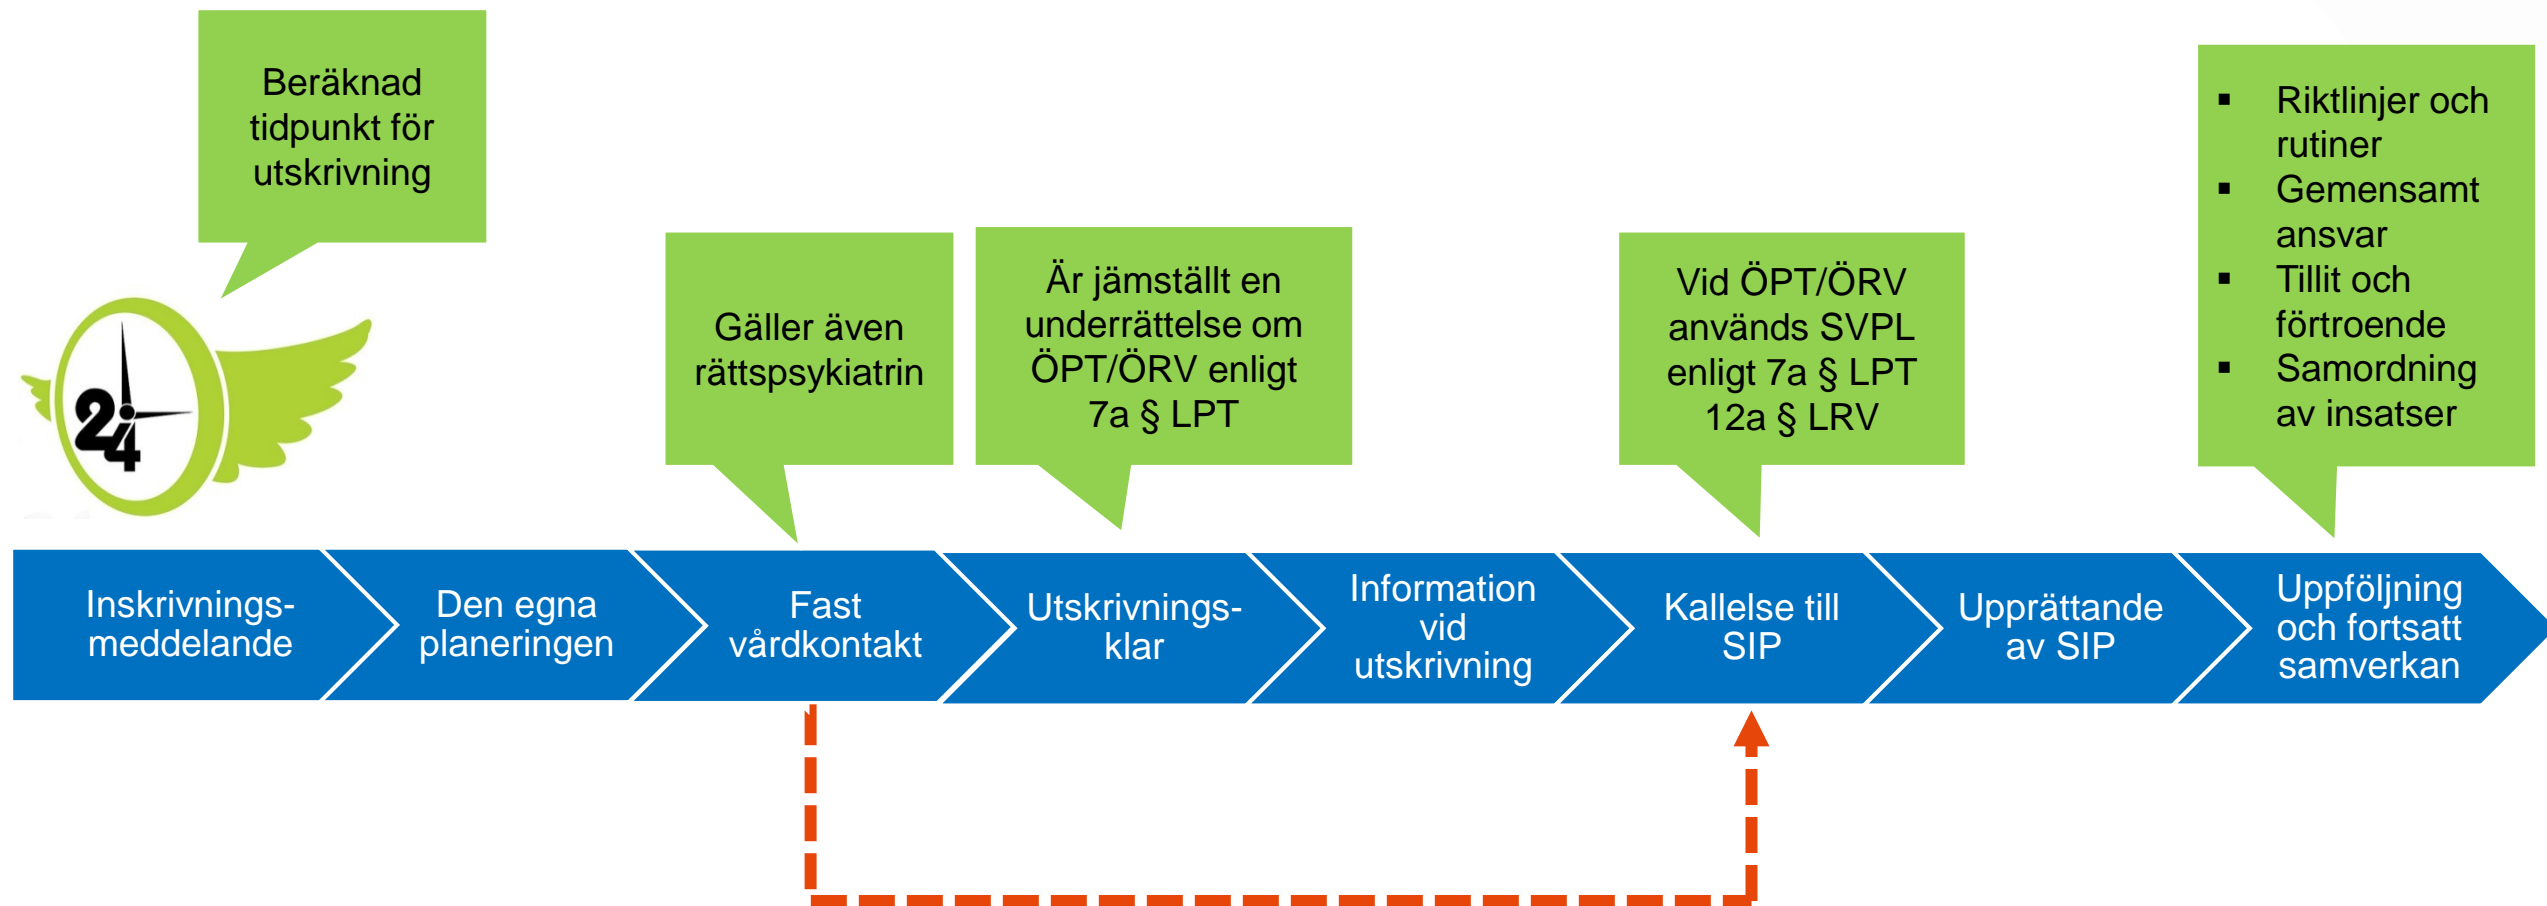 Beräknad
tidpunkt för
utskrivning
24
Gäller även
rättspsykiatrin
Är jämställt en
underrättelse om
ÖPT/ÖRV enligt
7a § LPT
Vid ÖPT/ÖRV
används SVPL
enligt 7a § LPT
12a § LRV
▪ Riktlinjer och
rutiner
▪ Gemensamt
ansvar
▪ Tillit och
förtroende
▪ Samordning
av insatser
Inskrivnings-
meddelande
Den egna
planeringen
Fast
vårdkontakt
Utskrivnings-
klar
Information
vid
utskrivning
Kallelse till
SIP
Upprättande
av SIP
Uppföljning
och fortsatt
samverkan